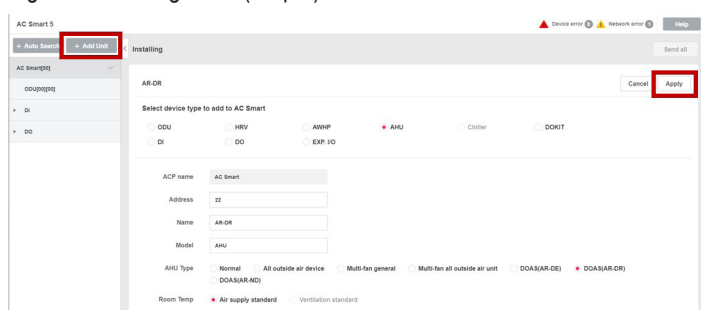 AC Smart 5
Device error 0 Network error 1 Help
+ Auto Search + Add Unit
Installing
Send all
AC Smart[00]
ODU[00][00]
DI
DO
AR-DR
Cancel Apply
Select device type to add to AC Smart
ODU HRV AWHP AHU Chiller DOKIT
DI DO EXP. I/O
ACP name AC Smart
Address 22
Name AR-DR
Model AHU
AHU Type Normal All outside air device Multi-fan general Multi-fan all outside air unit DOAS(AR-DE) DOAS(AR-DR)
DOAS(AR-ND)
Room Temp Air supply standard Ventilation standard